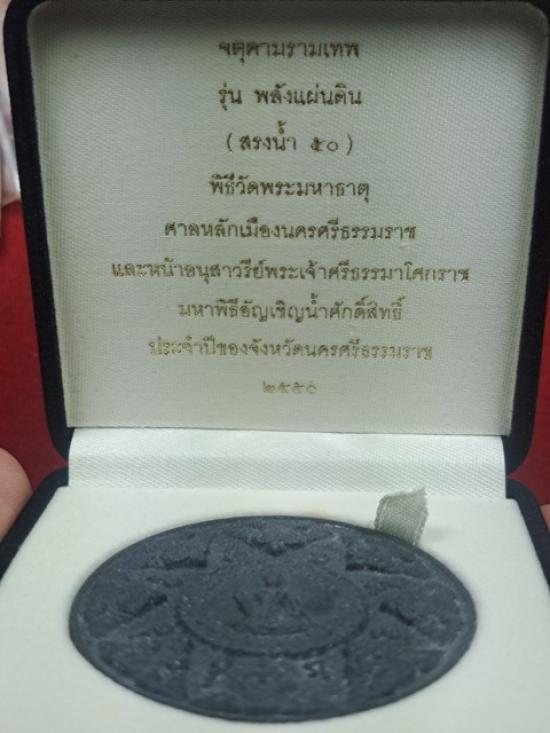 จตุคามรามเทพ
รุ่น พลังแผ่นดิน
(สรงน้ำ ๕๐)
พิธีวัดพระมหาธาตุ
ศาลหลักเมืองนครศรีธรรมราช
และหน้าอนุสาวรีย์พระเจ้าศรีธรรมาโศกราช
มหาพิธีอัญเชิญน้ำศักดิ์สิทธิ์
ประจำปีของจังหวัดนครศรีธรรมราช
๒๕๕๐